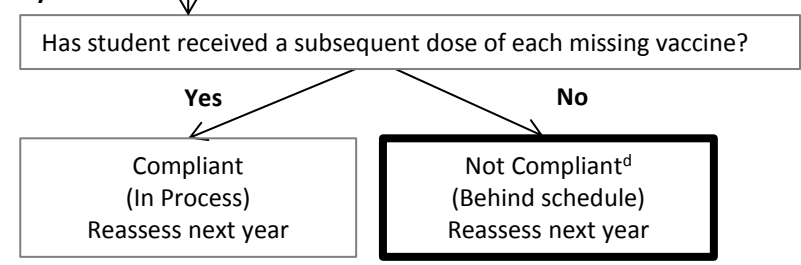 Has student received a subsequent dose of each missing vaccine?
Yes
No
Compliant
(In Process)
Reassess next year
Not Compliantᵈ
(Behind schedule)
Reassess next year